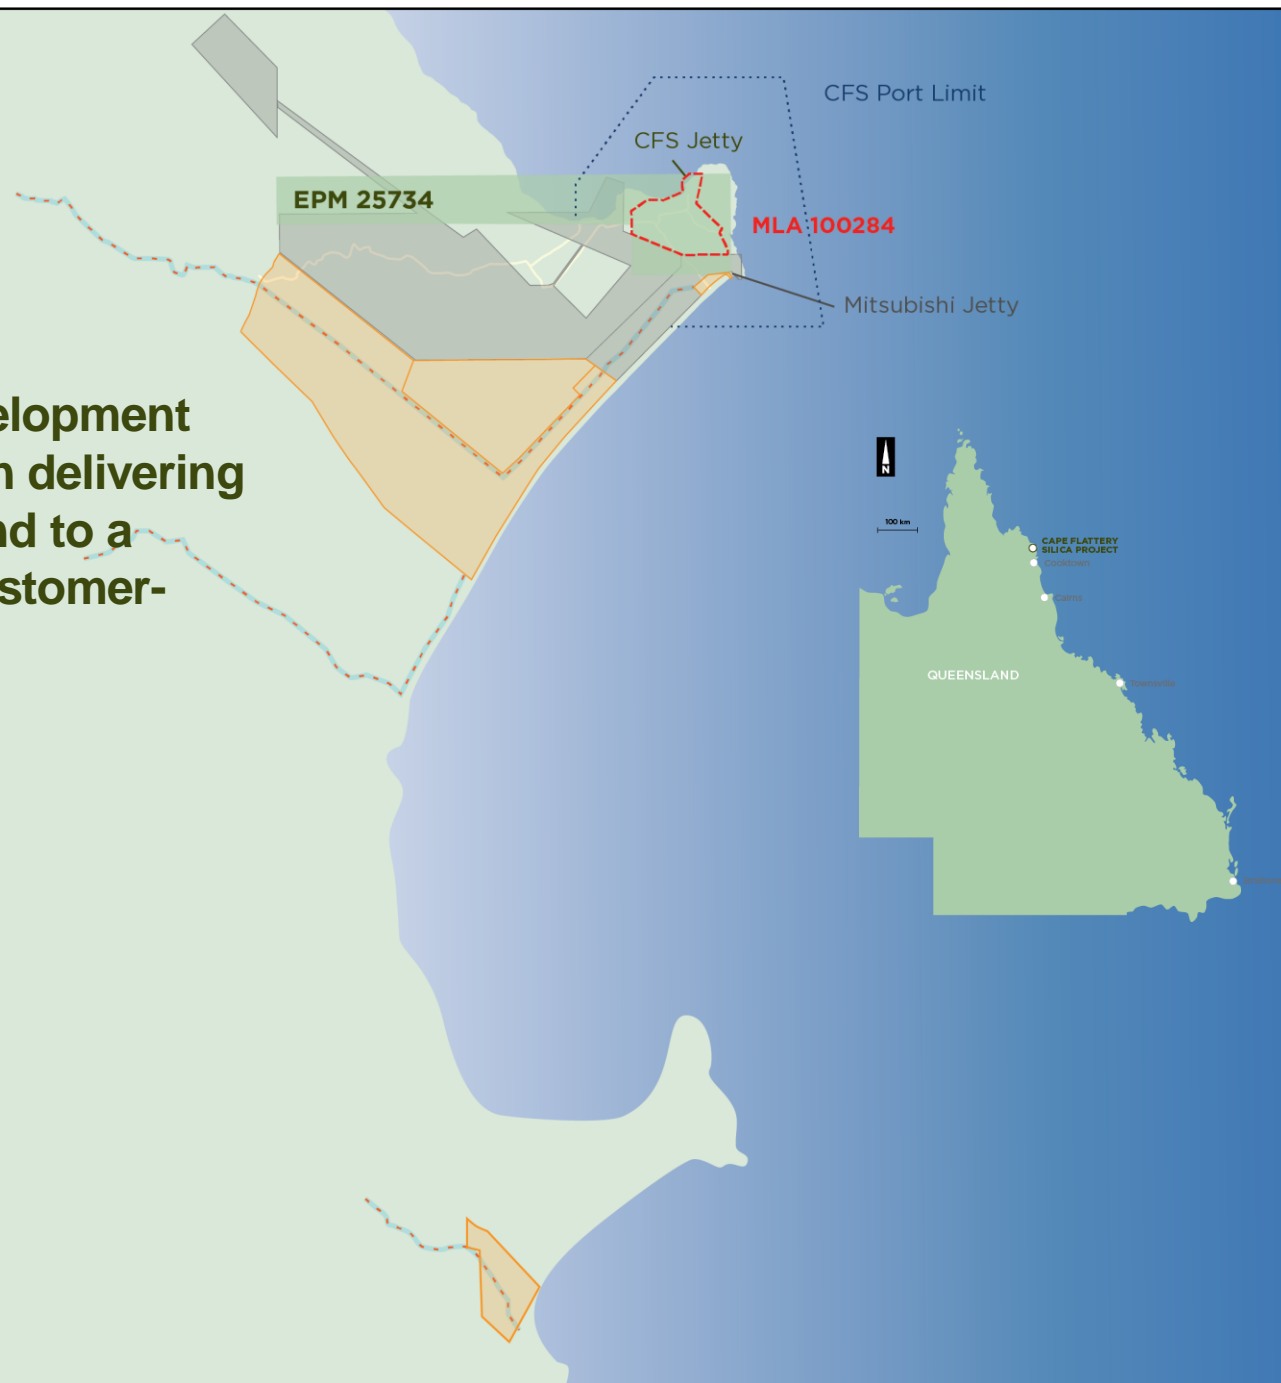 CFS Port Limit
CFS Jetty
EPM 25734
MLA 100284
Mitsubishi Jetty
elopment
n delivering
nd to a
stomer-
N
100 km
CAPE FLATTERY
SILICA PROJECT
Cooktown
Cairns
QUEENSLAND
Townsville